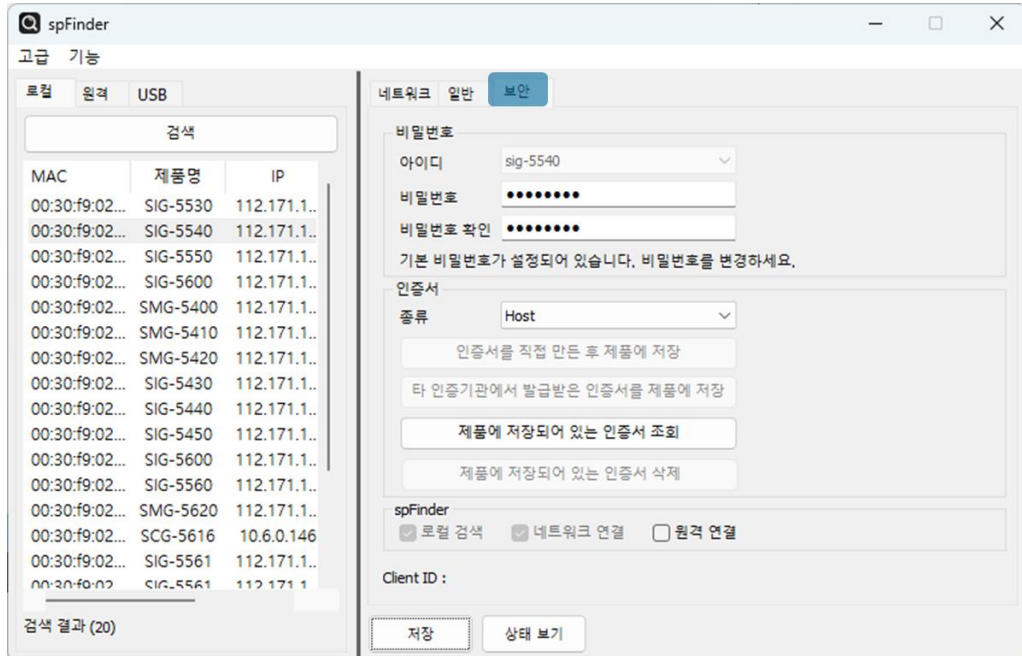 spFinder
고급 기능
로컬 원격 USB
검색
MAC 제품명 IP
00:30:f9:02... SIG-5530 112.171.1..
00:30:f9:02... SIG-5540 112.171.1..
00:30:f9:02... SIG-5550 112.171.1..
00:30:f9:02... SIG-5600 112.171.1..
00:30:f9:02... SMG-5400 112.171.1..
00:30:f9:02... SMG-5410 112.171.1..
00:30:f9:02... SMG-5420 112.171.1..
00:30:f9:02... SIG-5430 112.171.1..
00:30:f9:02... SIG-5440 112.171.1..
00:30:f9:02... SIG-5450 112.171.1..
00:30:f9:02... SIG-5600 112.171.1..
00:30:f9:02... SIG-5560 112.171.1..
00:30:f9:02... SMG-5620 112.171.1..
00:30:f9:02... SCG-5616 10.6.0.146
00:30:f9:02... SIG-5561 112.171.1..
00:30:f9:02... SIG-5561 112.171.1..
검색 결과 (20)
네트워크 일반 보안
비밀번호
아이디 sig-5540
비밀번호 ●●●●●●●●
비밀번호 확인 ●●●●●●●●
기본 비밀번호가 설정되어 있습니다. 비밀번호를 변경하세요.
인증서
종류 Host
인증서를 직접 만든 후 제품에 저장
타 인증기관에서 발급받은 인증서를 제품에 저장
제품에 저장되어 있는 인증서 조회
제품에 저장되어 있는 인증서 삭제
spFinder
로컬 검색 네트워크 연결 원격 연결
Client ID :
저장 상태 보기